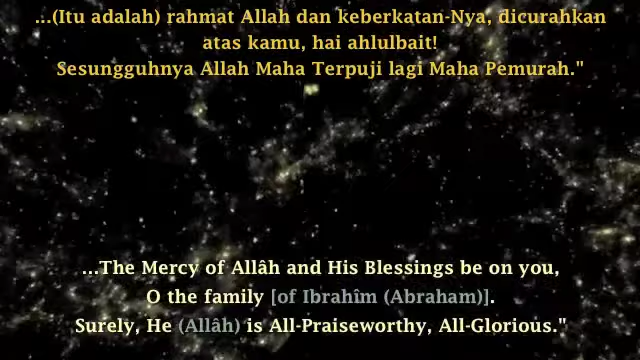 ...(Itu adalah) rahmat Allah dan keberkatan-Nya, dicurahkan
atas kamu, hai ahlulbait!
Sesungguhnya Allah Maha Terpuji lagi Maha Pemurah."
...The Mercy of Allâh and His Blessings be on you,
O the family [of Ibrahîm (Abraham)].
Surely, He (Allâh) is All-Praiseworthy, All-Glorious."